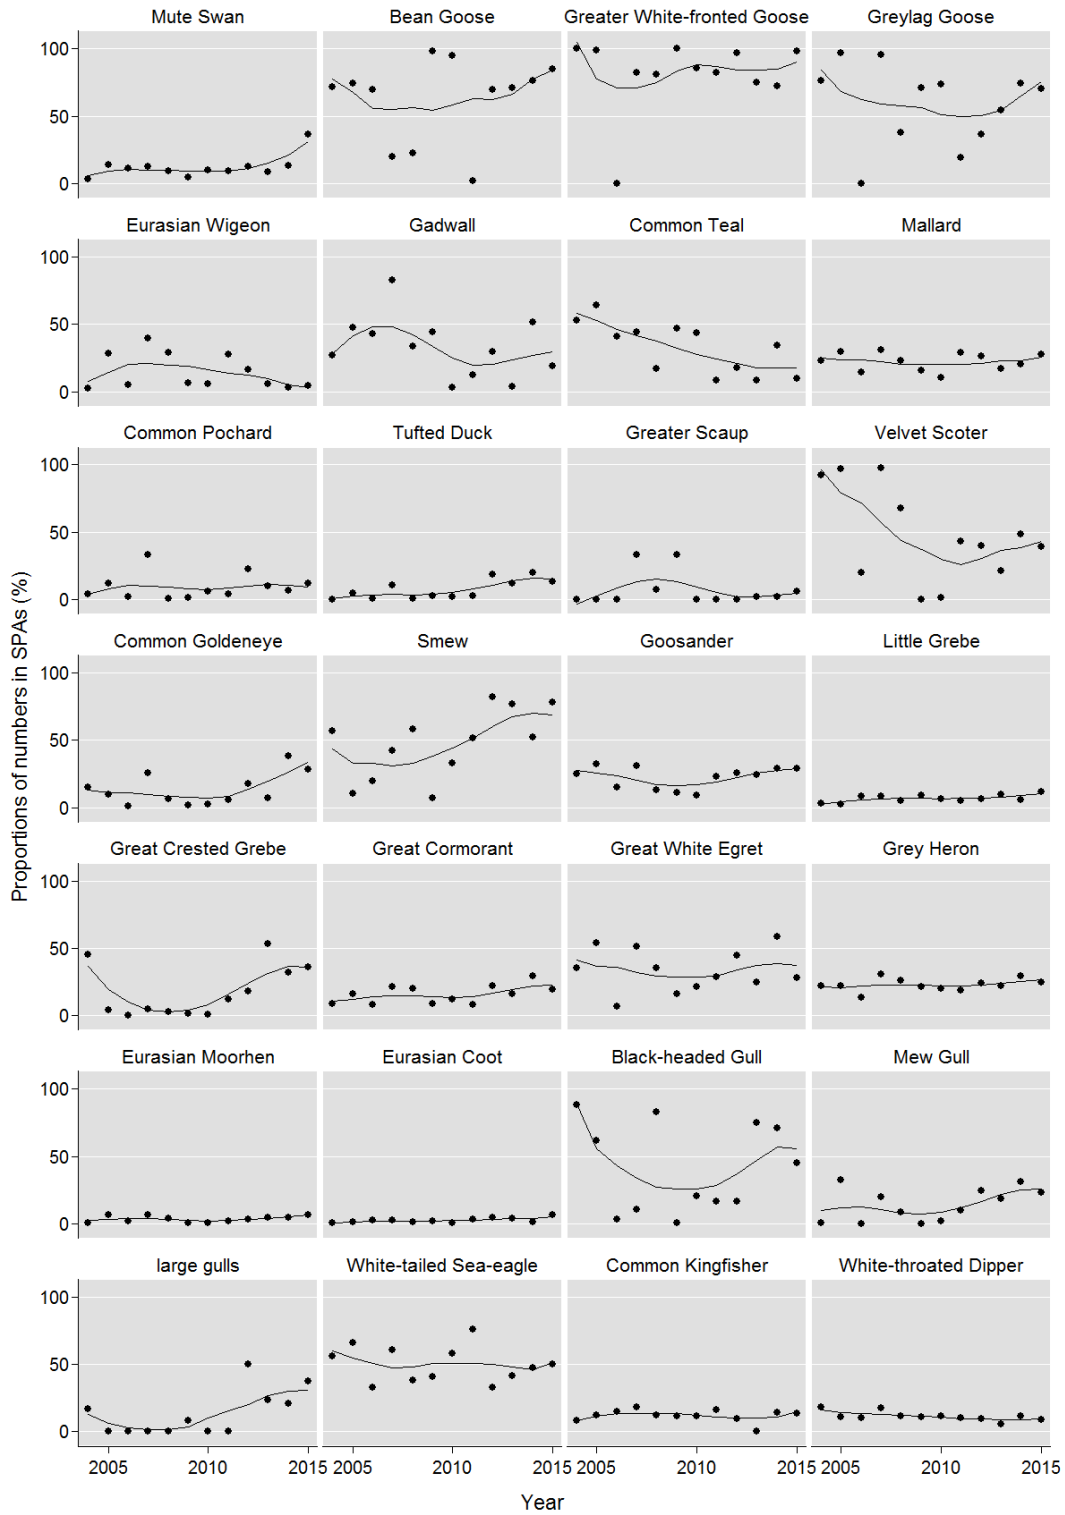 Mute Swan Bean Goose Greater White-fronted Goose Greylag Goose
100
50
0
Eurasian Wigeon Gadwall Common Teal Mallard
100
50
0
Common Pochard Tufted Duck Greater Scaup Velvet Scoter
100
50
0
Common Goldeneye Smew Goosander Little Grebe
100
50
0
Great Crested Grebe Great Cormorant Great White Egret Grey Heron
100
50
0
Eurasian Moorhen Eurasian Coot Black-headed Gull Mew Gull
100
50
0
large gulls White-tailed Sea-eagle Common Kingfisher White-throated Dipper
100
50
0
2005 2010 2015 2005 2010 2015 2005 2010 2015 2005 2010 2015
Year
Proportions of numbers in SPAs (%)